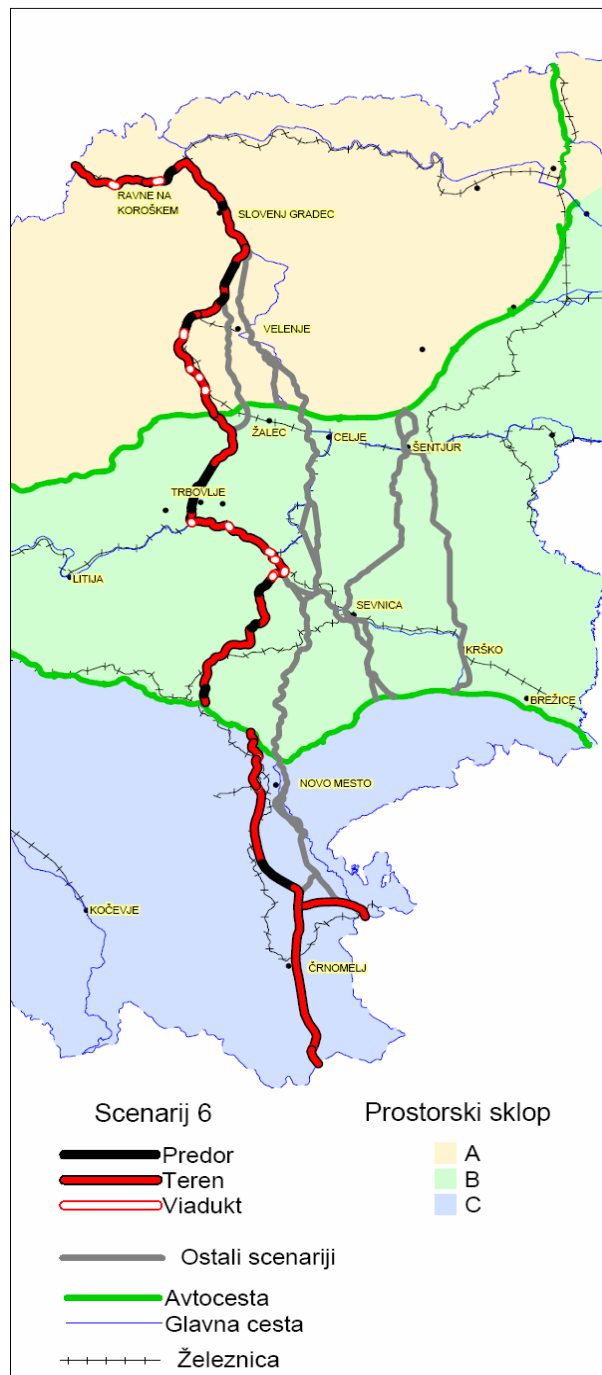 RAVNE NA
KOROŠKEM
SLOVENJ GRADEC
VELENJE
ŽALEC
CELJE
ŠENTJUR
TRBOVLJE
LITIJA
SEVNICA
KRŠKO
BREŽICE
NOVO MESTO
KOČEVJE
ČRNOMELJ
Scenarij 6
Predor
Teren
Viadukt
Ostali scenariji
Avtocesta
Glavna cesta
Železnica
Prostorski sklop
A
B
C